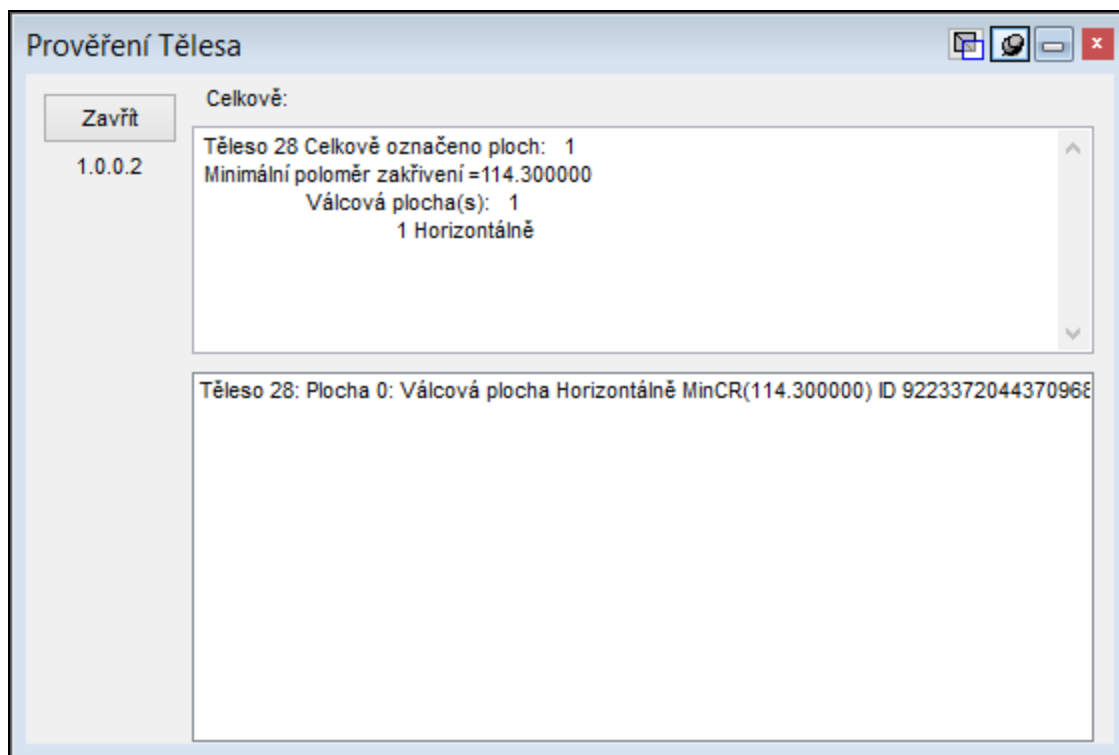 Prověření Tělesa
Zavřít
1.0.0.2
Celkově:
Těleso 28 Celkově označeno ploch: 1
Minimální poloměr zakřivení =114.300000
Válcová plocha(s): 1
1 Horizontálně
Těleso 28: Plocha 0: Válcová plocha Horizontálně MinCR(114.300000) ID 9223372044370968